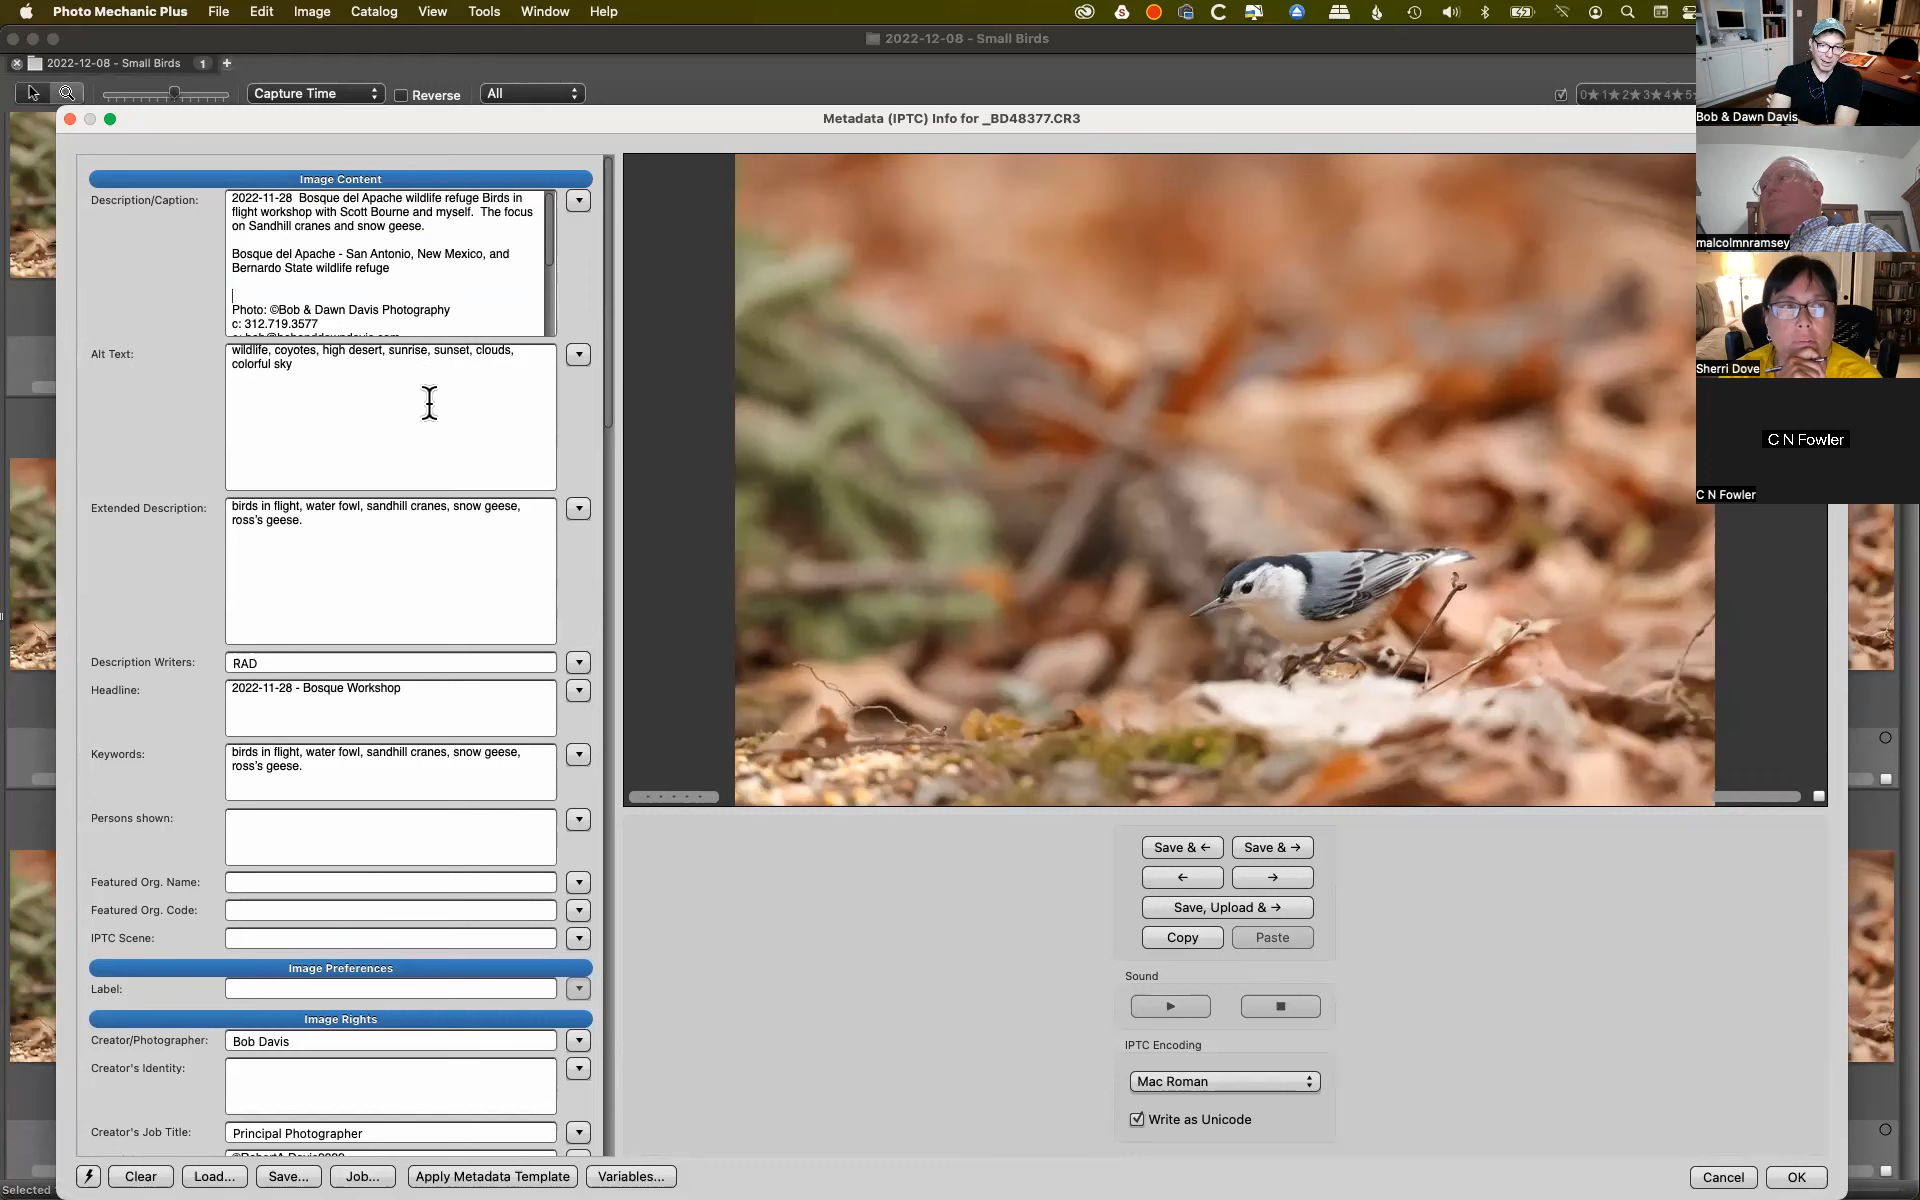 Photo Mechanic Plus File Edit Image Catalog View Tools Window Help
2022-12-08 - Small Birds
2022-12-08 - Small Birds 1 +
Capture Time Reverse All
0★1★2★3★4★5★
Metadata (IPTC) Info for _BD48377.CR3
Image Content
Description/Caption:
2022-11-28  Bosque del Apache wildlife refuge Birds in
flight workshop with Scott Bourne and myself.  The focus
on Sandhill cranes and snow geese.
Bosque del Apache - San Antonio, New Mexico, and
Bernardo State wildlife refuge
Photo: ©Bob & Dawn Davis Photography
c: 312.719.3577
Alt Text:
wildlife, coyotes, high desert, sunrise, sunset, clouds,
colorful sky
Extended Description:
birds in flight, water fowl, sandhill cranes, snow geese,
ross's geese.
Description Writers: RAD
Headline: 2022-11-28 - Bosque Workshop
Keywords:
birds in flight, water fowl, sandhill cranes, snow geese,
ross's geese.
Persons shown:
Featured Org. Name:
Featured Org. Code:
IPTC Scene:
Image Preferences
Label:
Image Rights
Creator/Photographer: Bob Davis
Creator's Identity:
Creator's Job Title: Principal Photographer
Clear Load... Save... Job... Apply Metadata Template Variables...
Save & ← Save & →
← →
Save, Upload & →
Copy Paste
Sound
IPTC Encoding
Mac Roman
Write as Unicode
Cancel OK
Selected
Bob & Dawn Davis
malcolmnramsey
Sherri Dove
C N Fowler
C N Fowler